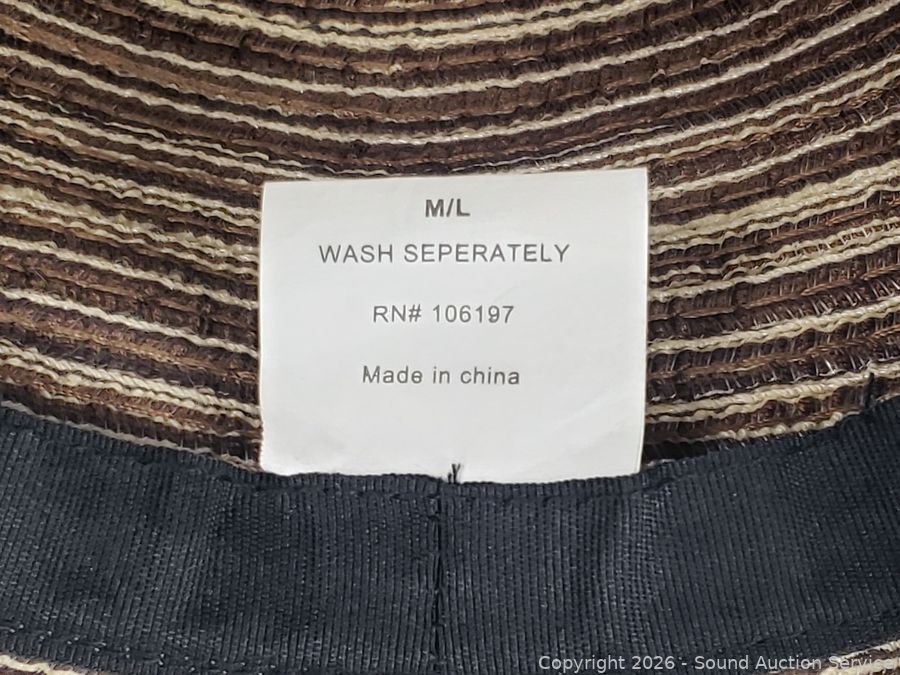 M/L
WASH SEPERATELY
RN# 106197
Made in china
Copyright 2026 - Sound Auction Service